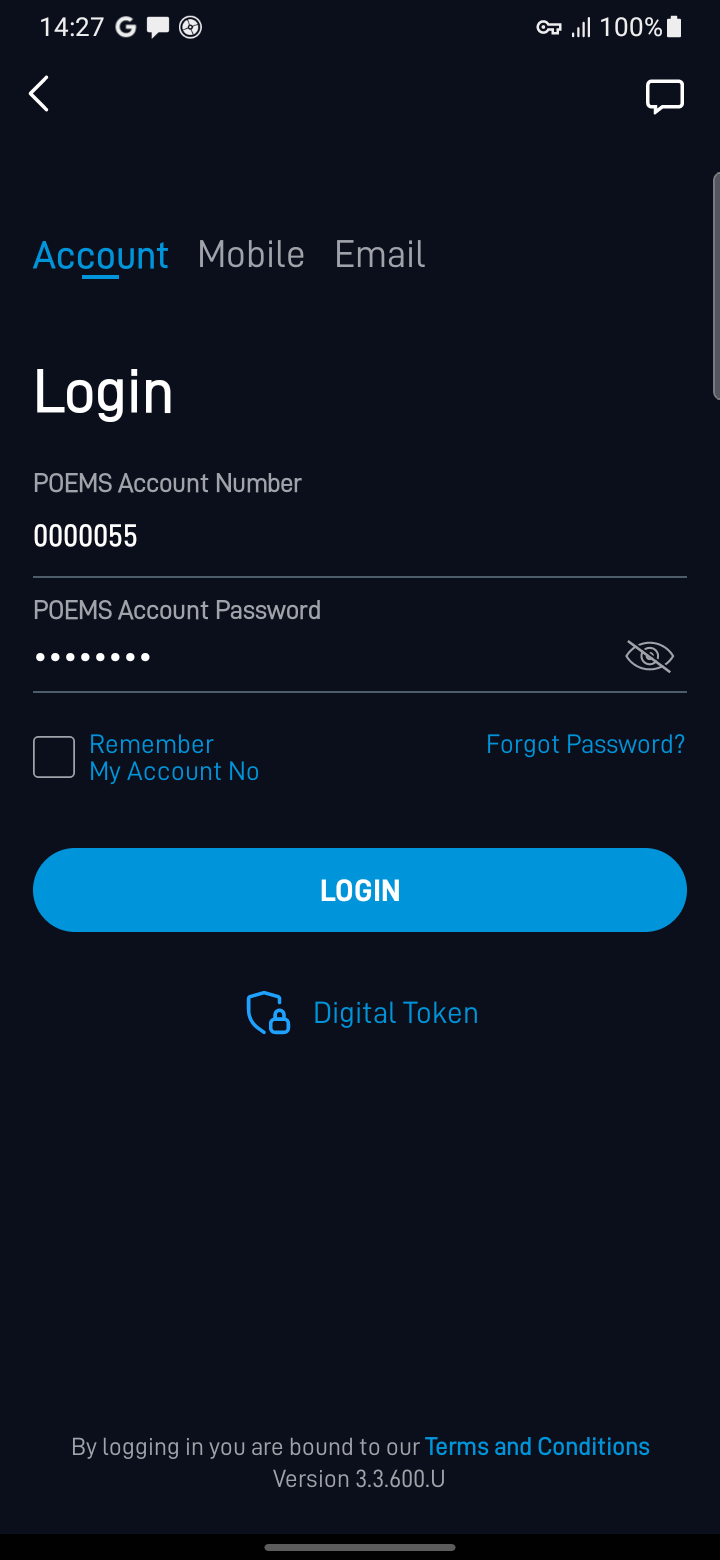 14:27 G 100%
Account Mobile Email
Login
POEMS Account Number
0000055
POEMS Account Password
••••••••
Remember
My Account No
Forgot Password?
LOGIN
Digital Token
By logging in you are bound to our Terms and Conditions
Version 3.3.600.U